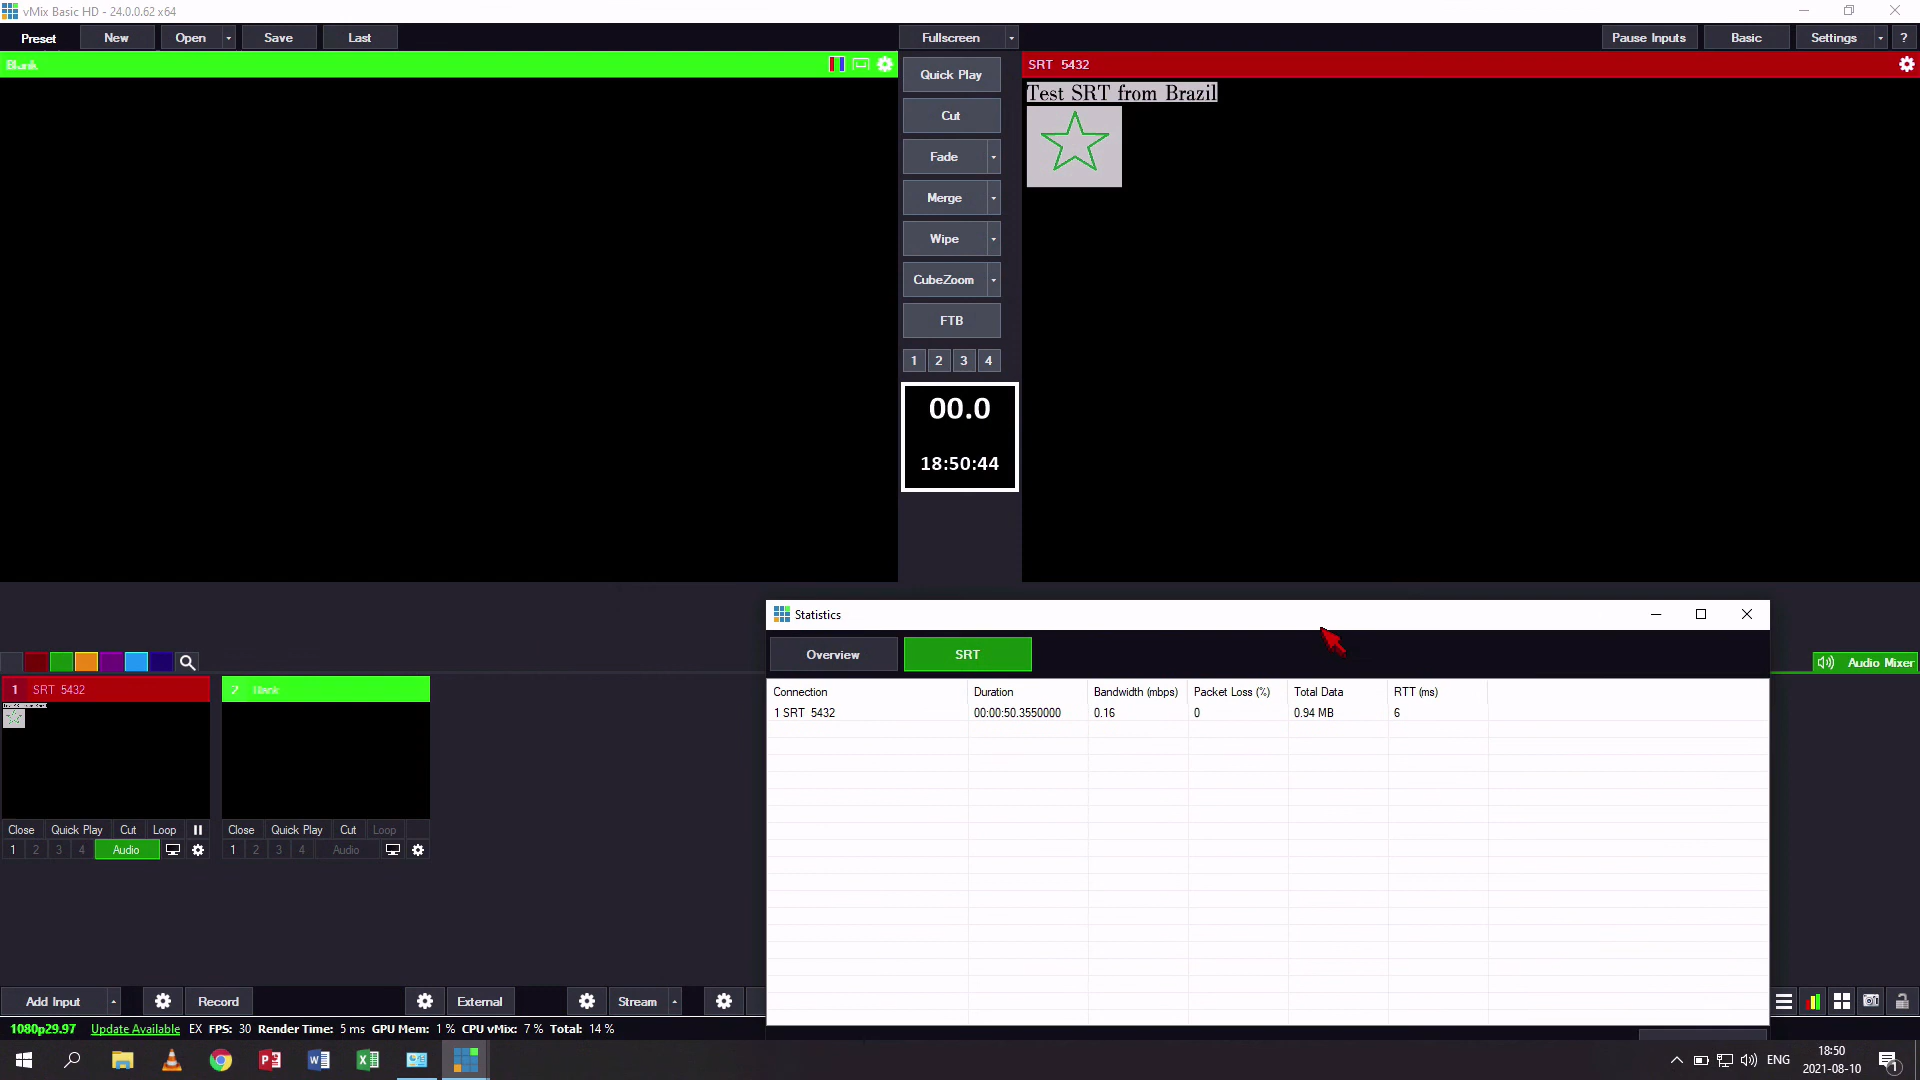 vMix Basic HD - 24.0.0.62 x64
Preset New Open Save Last Fullscreen Pause Inputs Basic Settings ?
Blank
Quick Play
Cut
Fade
Merge
Wipe
CubeZoom
FTB
1 2 3 4
00.0
18:50:44
SRT 5432
Test SRT from Brazil
Statistics
Overview SRT
Connection Duration Bandwidth (mbps) Packet Loss (%) Total Data RTT (ms)
1 SRT 5432 00:00:50.3550000 0.16 0 0.94 MB 6
Audio Mixer
1 SRT 5432
2 Blank
Close Quick Play Cut Loop
1 2 3 4 Audio
Close Quick Play Cut Loop
1 2 3 4 Audio
Add Input Record External Stream
1080p29.97 Update Available EX FPS: 30 Render Time: 5 ms GPU Mem: 1 % CPU vMix: 7 % Total: 14 %
ENG
18:50
2021-08-10
1